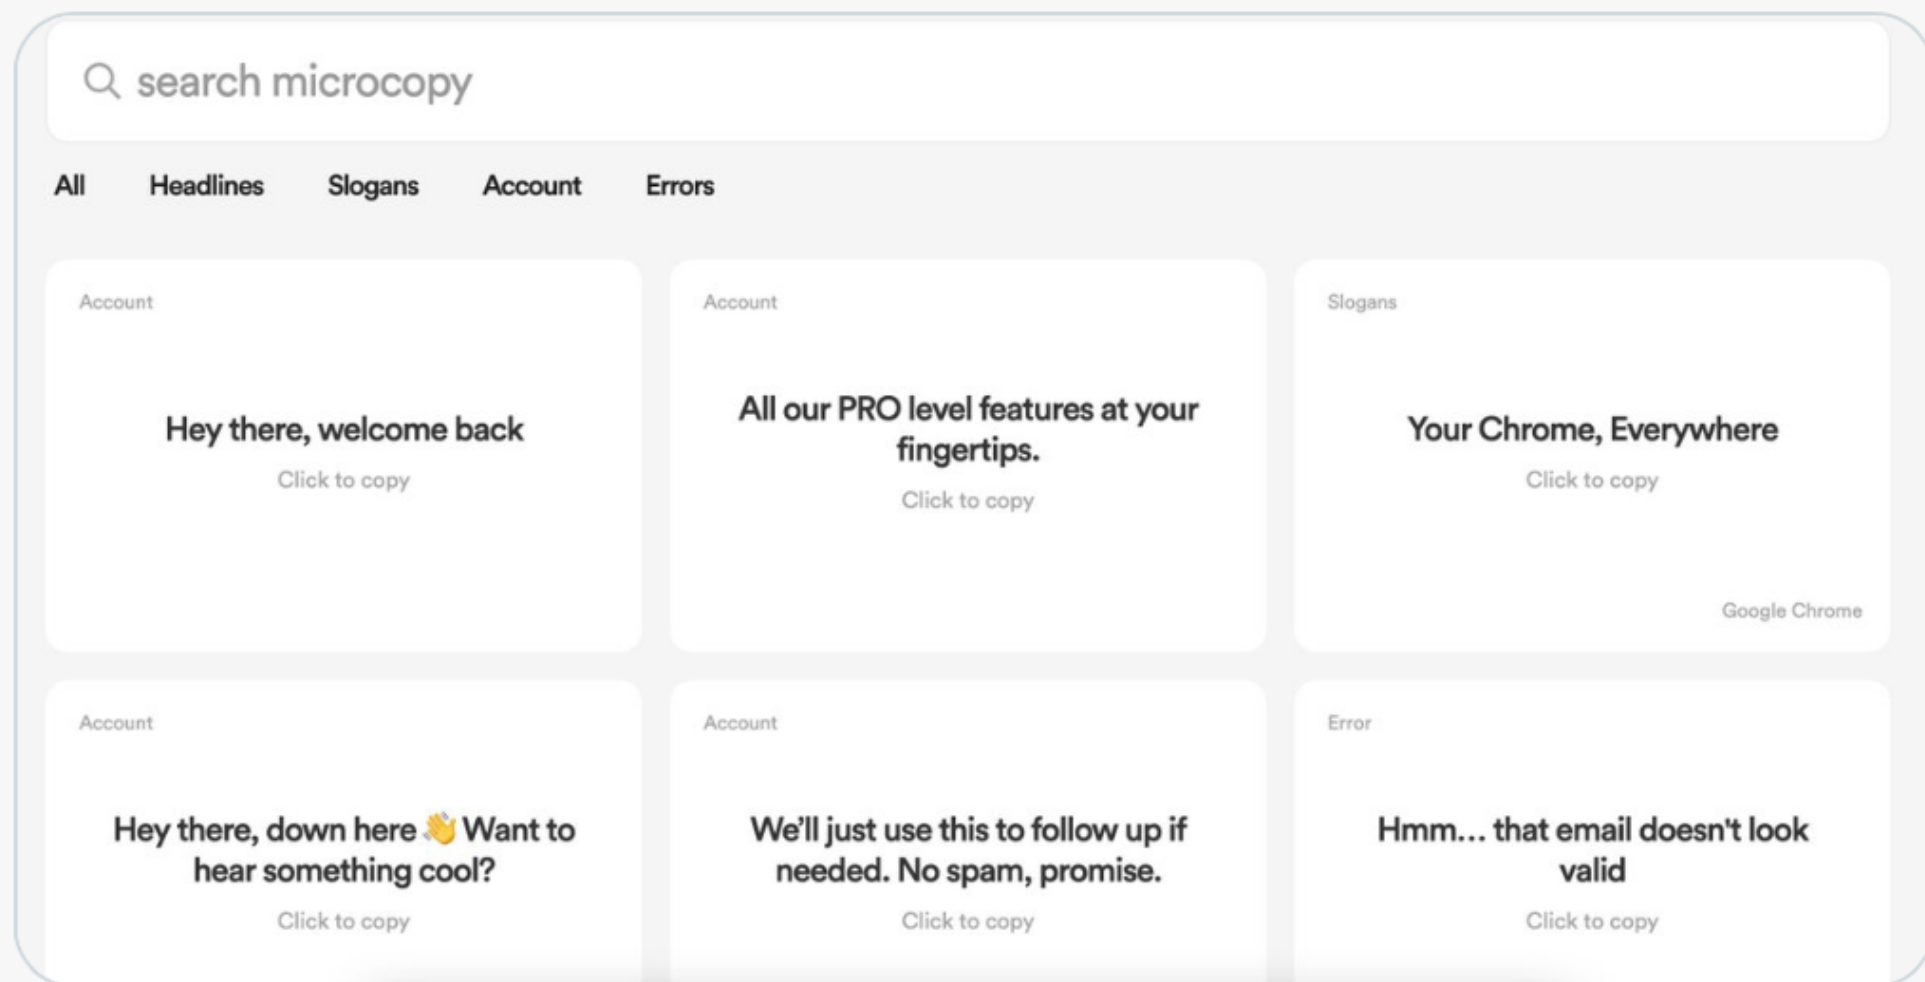 search microcopy
All Headlines Slogans Account Errors
Account
Hey there, welcome back
Click to copy
Account
All our PRO level features at your
fingertips.
Click to copy
Slogans
Your Chrome, Everywhere
Click to copy
Google Chrome
Account
Hey there, down here 👋 Want to
hear something cool?
Click to copy
Account
We'll just use this to follow up if
needed. No spam, promise.
Click to copy
Error
Hmm... that email doesn't look
valid
Click to copy